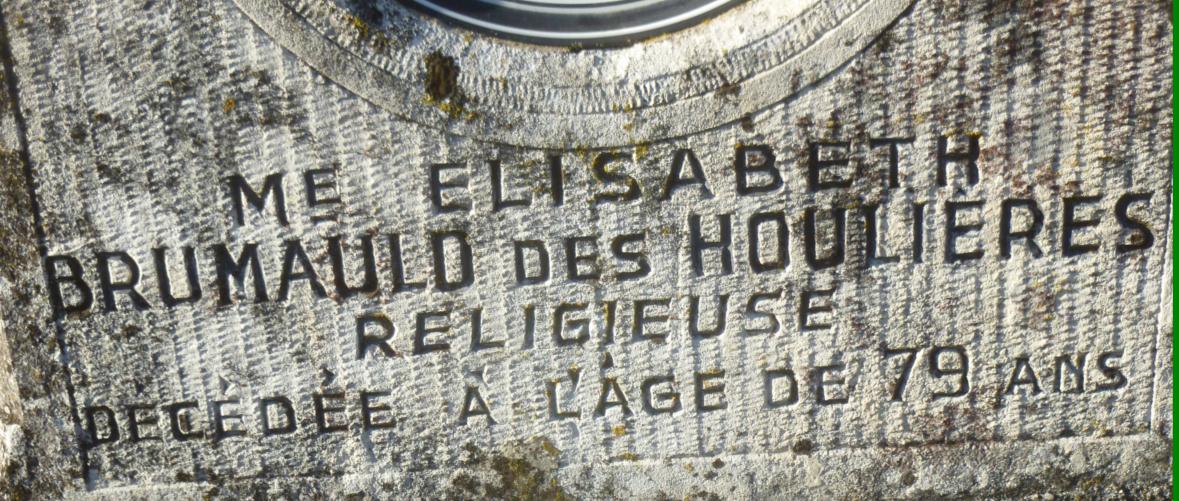 ME ELISABETH
BRUMAULD DES HOULIÈRES
RELIGIEUSE
DÉCÉDÉE À L'ÂGE DE 79 ANS